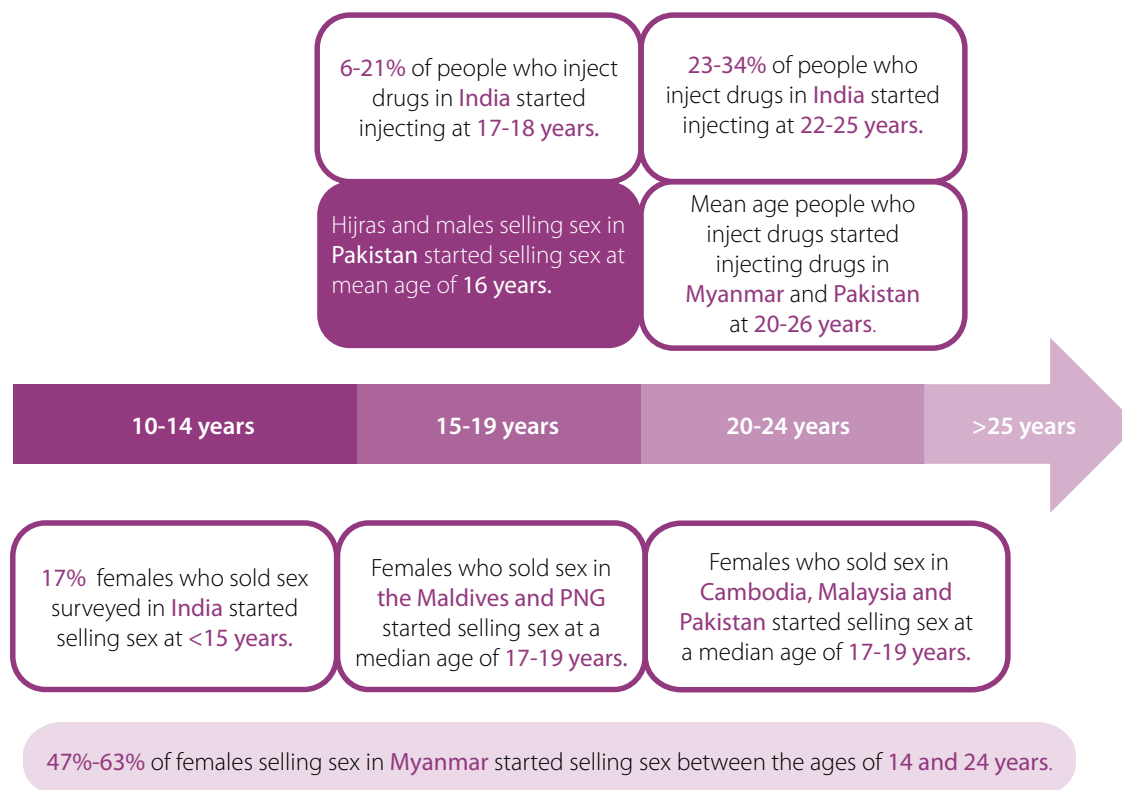 6-21% of people who inject
drugs in India started
injecting at 17-18 years.
23-34% of people who
inject drugs in India started
injecting at 22-25 years.
Hijras and males selling sex in
Pakistan started selling sex at
mean age of 16 years.
Mean age people who
inject drugs started
injecting drugs in
Myanmar and Pakistan
at 20-26 years.
10-14 years
15-19 years
20-24 years
>25 years
17% females who sold sex
surveyed in India started
selling sex at <15 years.
Females who sold sex in
the Maldives and PNG
started selling sex at a
median age of 17-19 years.
Females who sold sex in
Cambodia, Malaysia and
Pakistan started selling sex at
a median age of 17-19 years.
47%-63% of females selling sex in Myanmar started selling sex between the ages of 14 and 24 years.